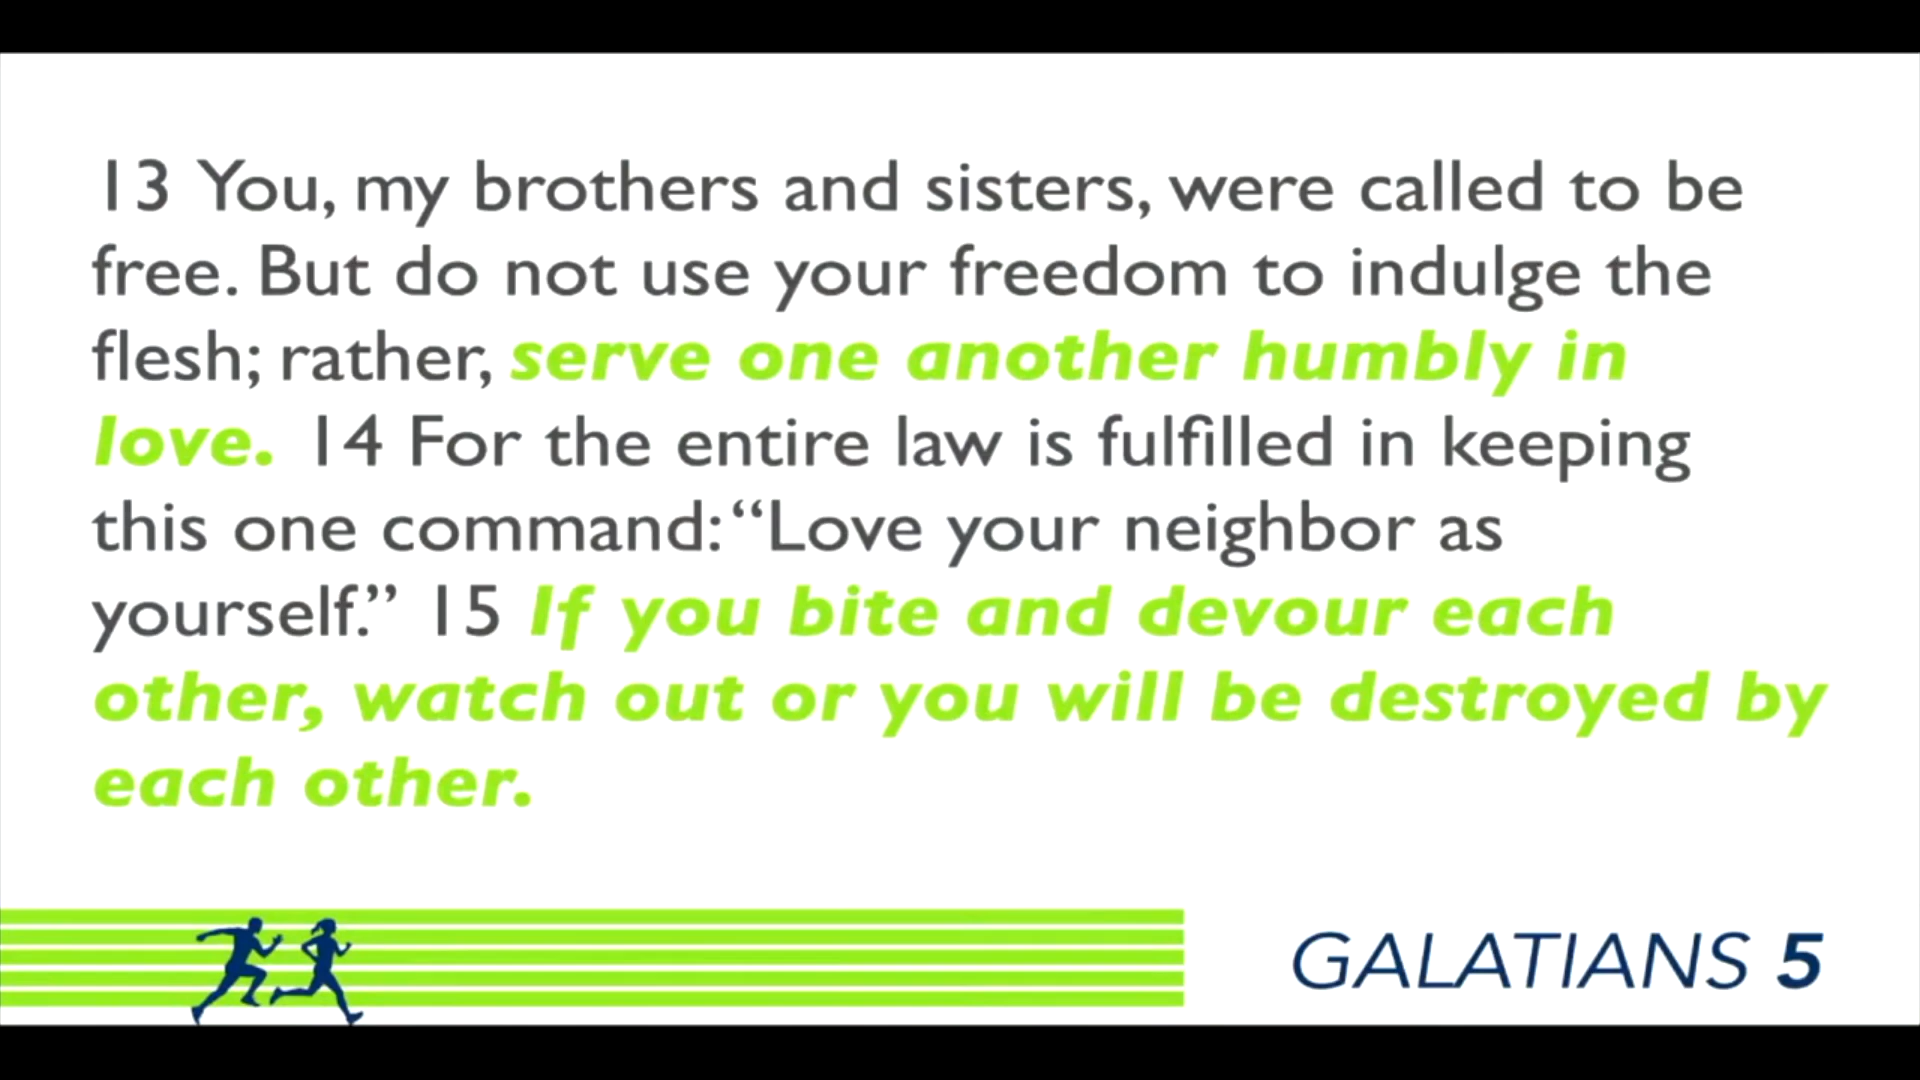 13 You, my brothers and sisters, were called to be
free. But do not use your freedom to indulge the
flesh; rather, serve one another humbly in
love. 14 For the entire law is fulfilled in keeping
this one command: “Love your neighbor as
yourself.” 15 If you bite and devour each
other, watch out or you will be destroyed by
each other.
GALATIANS 5